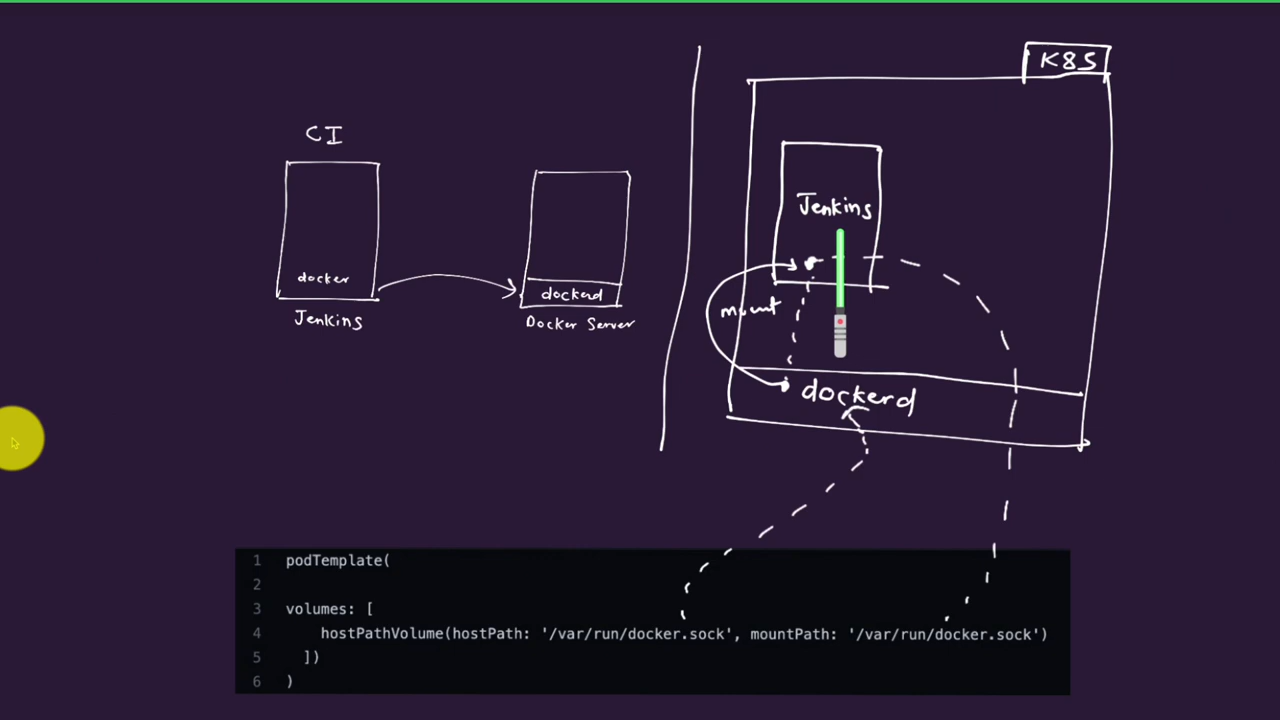 CI
docker
Jenkins
dockerd
Docker Server
K8S
Jenkins
mount
dockerd
1 podTemplate(
2
3 volumes: [
4 hostPathVolume(hostPath: '/var/run/docker.sock', mountPath: '/var/run/docker.sock')
5 ])
6 )